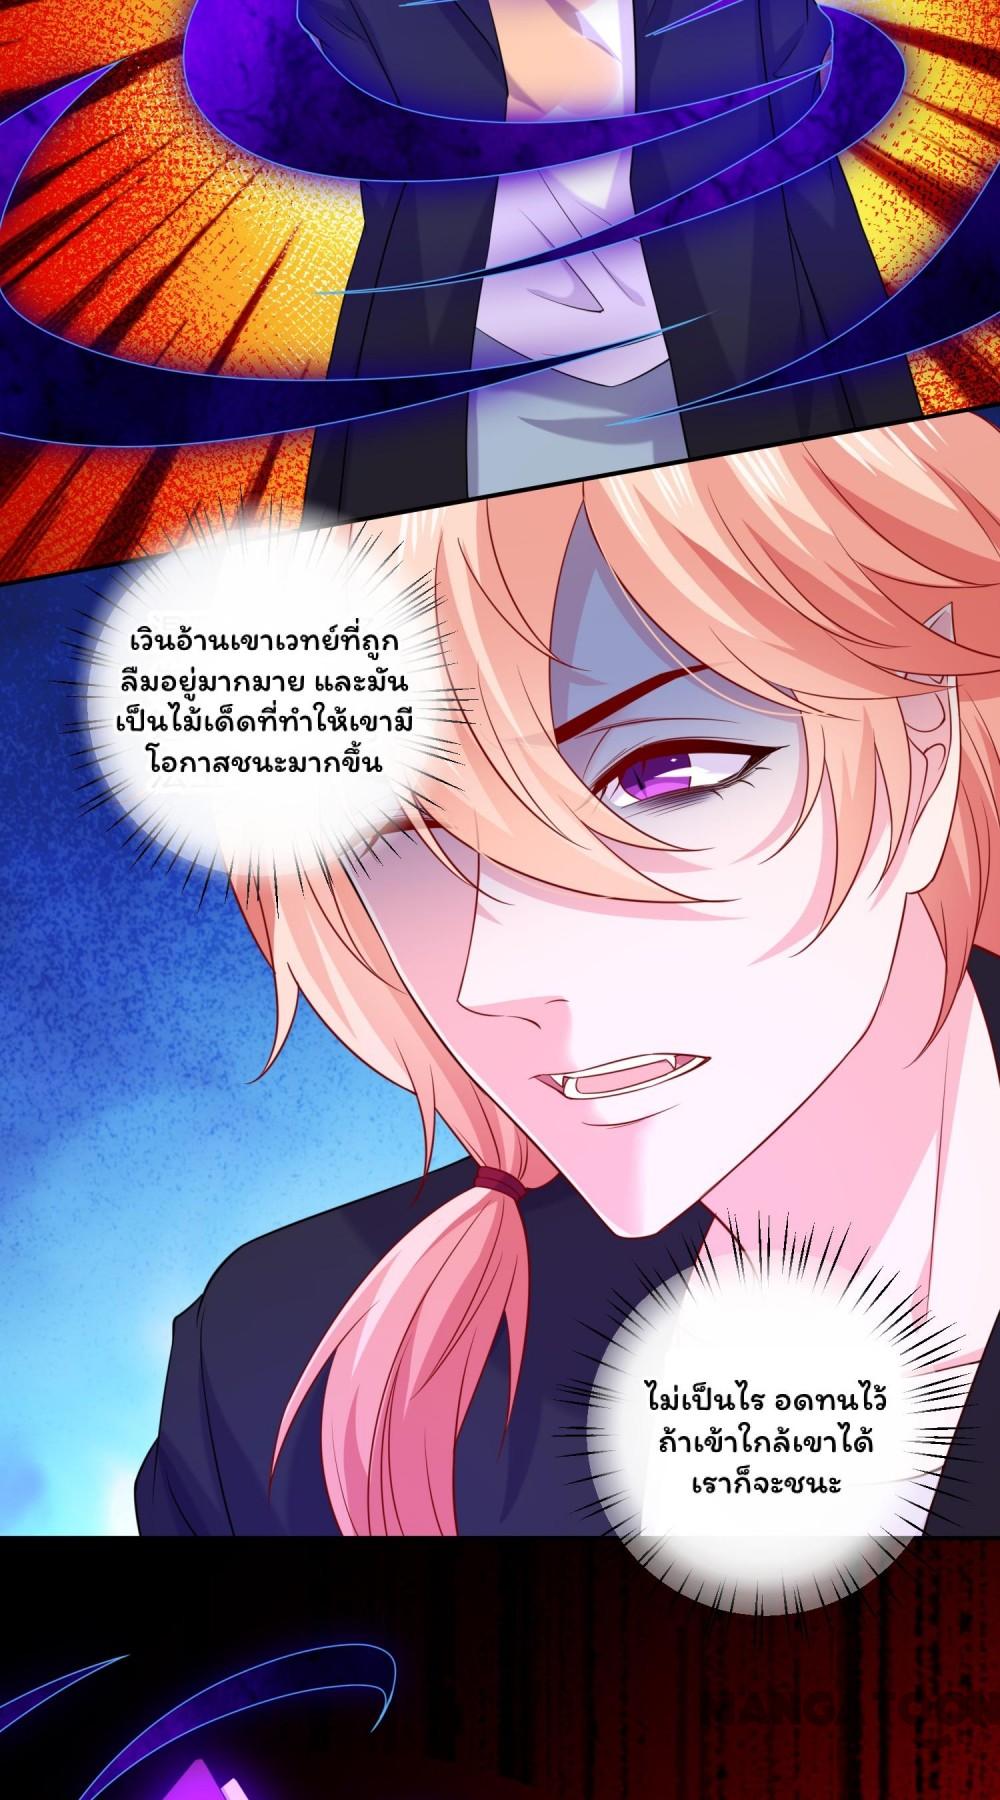 เวินอ้านเขาเวทย์ที่ถูก
ลืมอยู่มากมาย และมัน
เป็นไม้เด็ดที่ทำให้เขามี
โอกาสชนะมากขึ้น
ไม่เป็นไร อดทนไว้
ถ้าเข้าใกล้เขาได้
เราก็จะชนะ
MANGA TOON